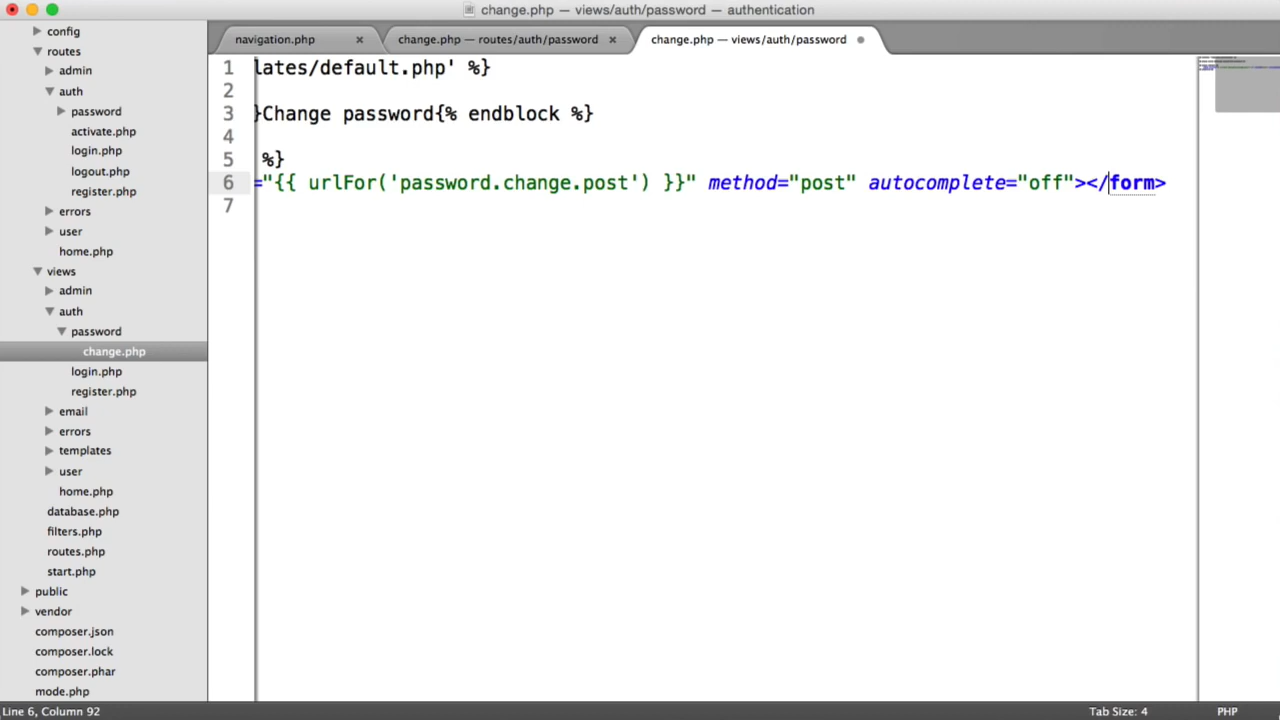 change.php — views/auth/password — authentication
navigation.php ×
change.php — routes/auth/password ×
change.php — views/auth/password
config
routes
admin
auth
password
activate.php
login.php
logout.php
register.php
errors
user
home.php
views
admin
auth
password
change.php
login.php
register.php
email
errors
templates
user
home.php
database.php
filters.php
routes.php
start.php
public
vendor
composer.json
composer.lock
composer.phar
mode.php
1 lates/default.php' %}
2
3 }Change password{% endblock %}
4
5 %}
6 ="{{ urlFor('password.change.post') }}" method="post" autocomplete="off"></form>
7
Line 6, Column 92
Tab Size: 4
PHP